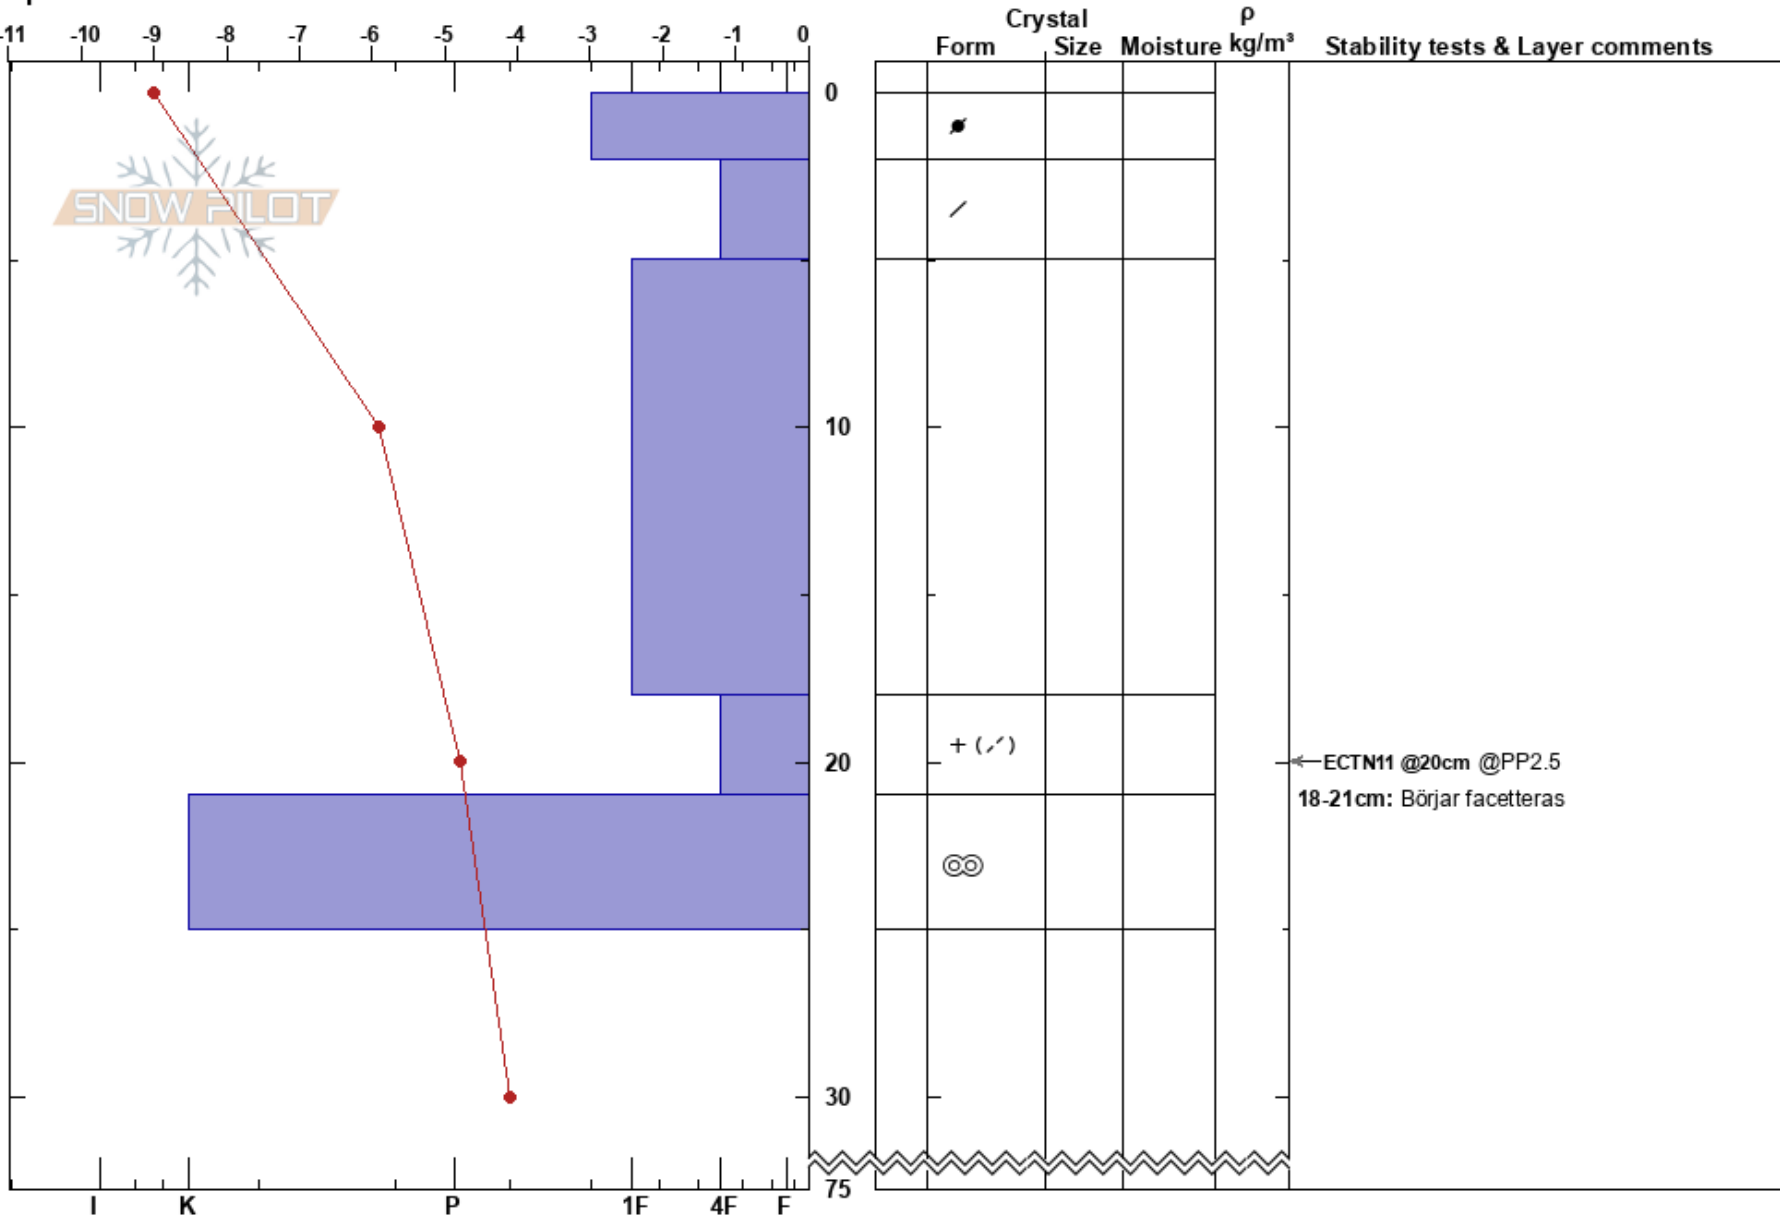 -11 -10 -9 -8 -7 -6 -5 -4 -3 -2 -1 0
Crystal
Form Size Moisture
ρ
kg/m³
Stability tests & Layer comments
SNOW PILOT
0
10
+ (⸝)
20
ECTN11 @20cm @PP2.5
18-21cm: Börjar facetteras
30
75
I K P 1F 4F F